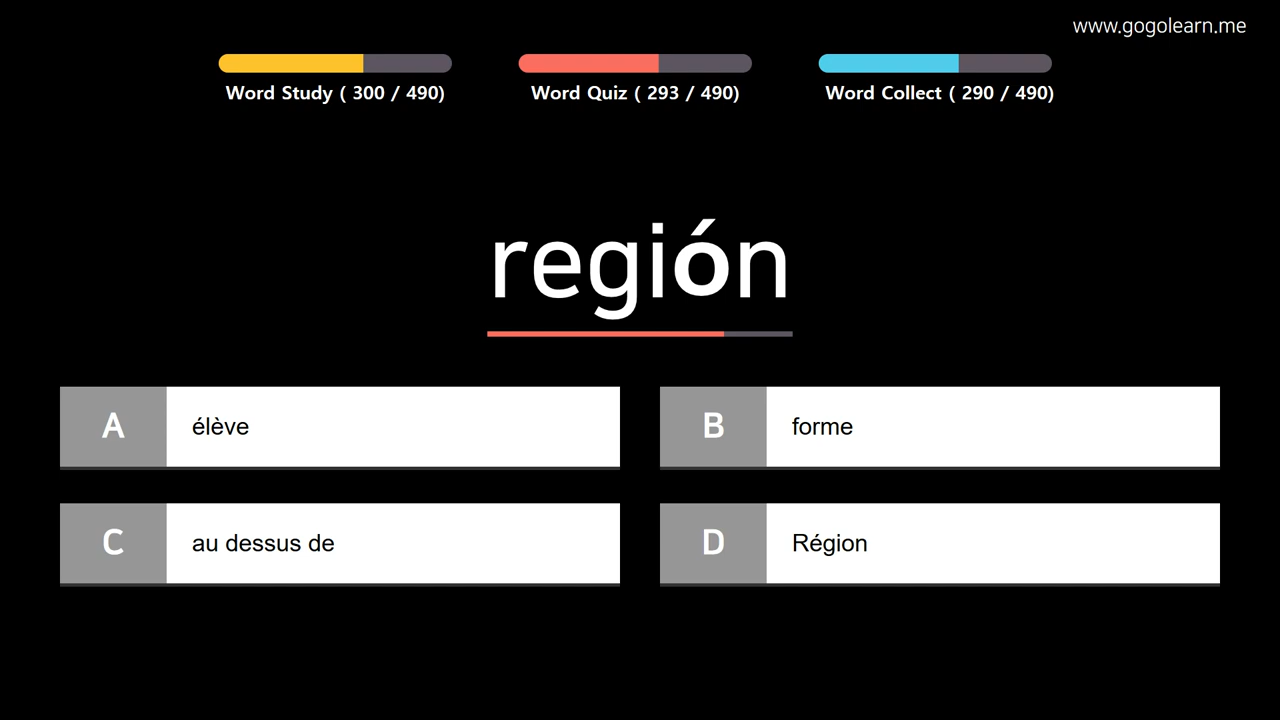 www.gogolearn.me
Word Study ( 300 / 490)
Word Quiz ( 293 / 490)
Word Collect ( 290 / 490)
región
A élève
B forme
C au dessus de
D Région